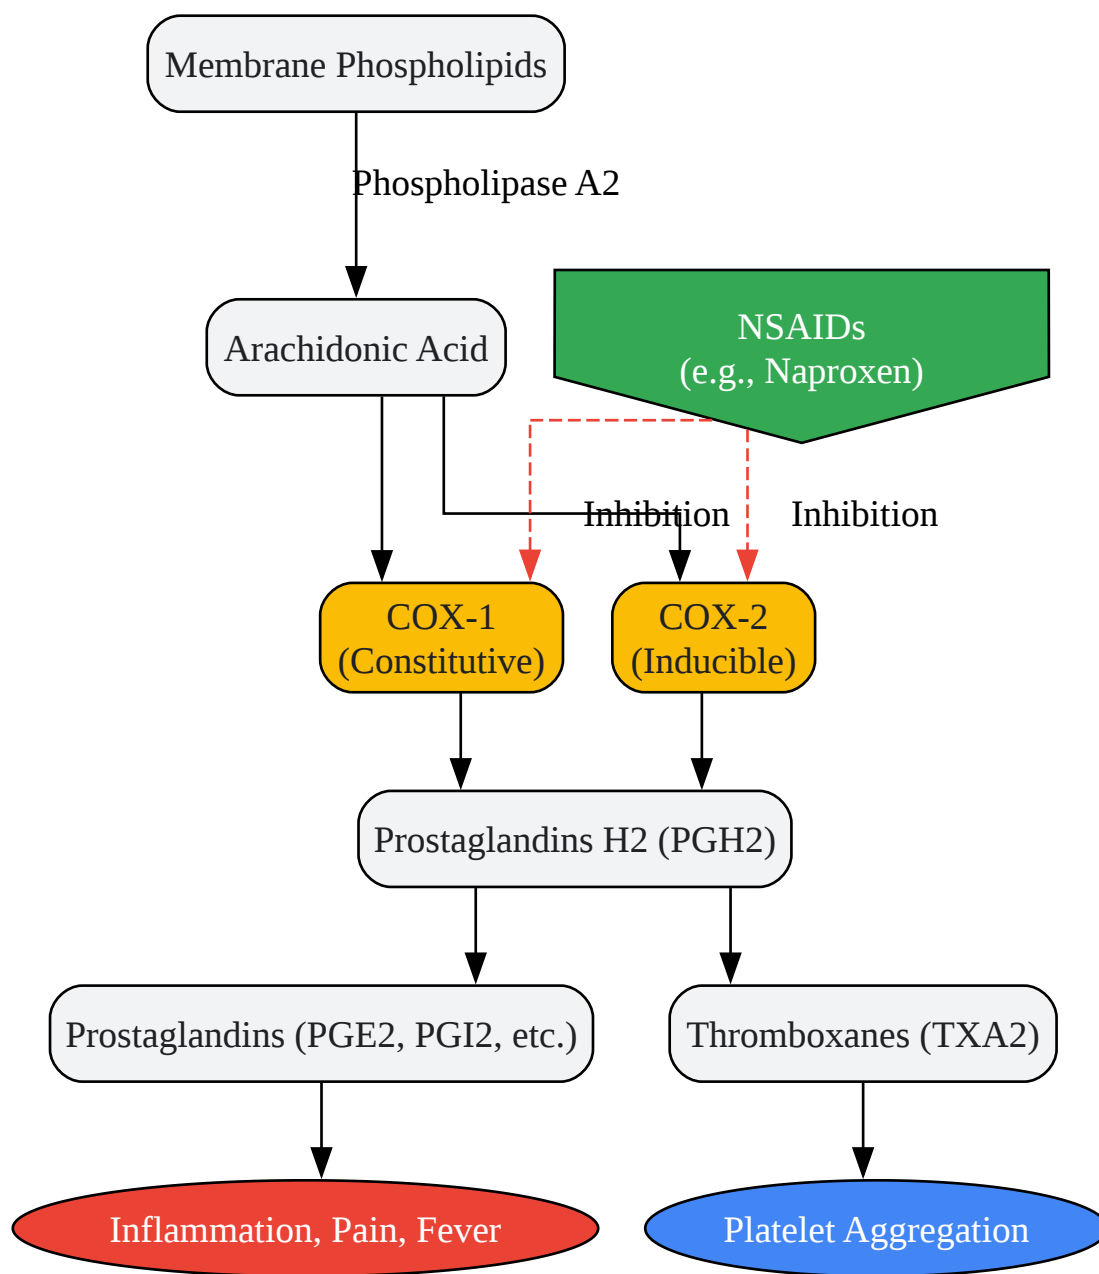 Membrane Phospholipids
Phospholipase A2
Arachidonic Acid
NSAIDs
(e.g., Naproxen)
Inhibition
Inhibition
COX-1
(Constitutive)
COX-2
(Inducible)
Prostaglandins H2 (PGH2)
Prostaglandins (PGE2, PGI2, etc.)
Thromboxanes (TXA2)
Inflammation, Pain, Fever
Platelet Aggregation